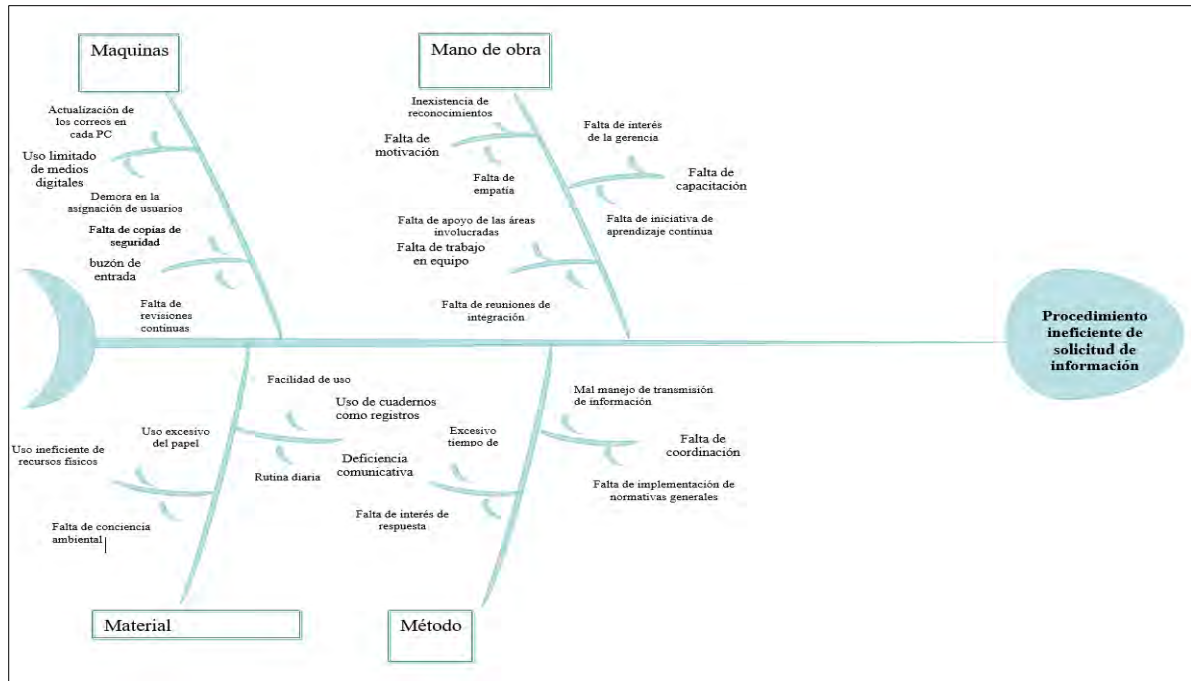 Maquinas
Mano de obra
Actualización de
los correos en
cada PC
Uso limitado
de medios
digitales
Demora en la
asignación de usuarios
Falta de copias de
seguridad
buzón de
entrada
Falta de
revisiones
continuas
Inexistencia de
reconocimientos
Falta de
motivación
Falta de
empatía
Falta de interés
de la gerencia
Falta de
capacitación
Falta de iniciativa de
aprendizaje continua
Falta de apoyo de las áreas
involucradas
Falta de trabajo
en equipo
Falta de reuniones de
integración
Procedimiento
ineficiente de
solicitud de
información
Facilidad de uso
Uso de cuadernos
como registros
Uso excesivo
del papel
Uso ineficiente de
recursos físicos
Rutina diaria
Falta de conciencia
ambiental
Mal manejo de transmisión
de información
Excesivo
tiempo de
Falta de
coordinación
Deficiencia
comunicativa
Falta de implementación de
normativas generales
Falta de interés de
respuesta
Material
Método